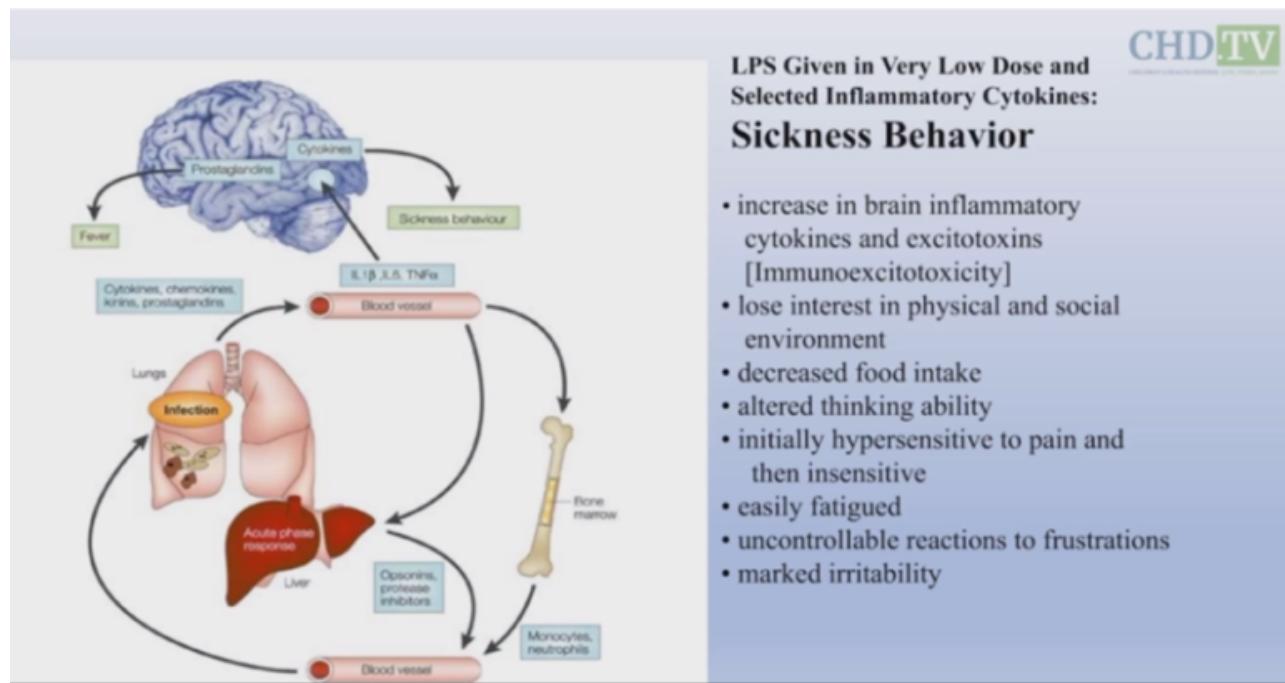 CHD.TV
LPS Given in Very Low Dose and
Selected Inflammatory Cytokines:
Sickness Behavior
• increase in brain inflammatory
cytokines and excitotoxins
[Immunoexcitotoxicity]
• lose interest in physical and social
environment
• decreased food intake
• altered thinking ability
• initially hypersensitive to pain and
then insensitive
• easily fatigued
• uncontrollable reactions to frustrations
• marked irritability
Cytokines
Prostaglandins
Fever
Sickness behaviour
IL1β ,IL6, TNFα
Cytokines, chemokines,
kinins, prostaglandins
Blood vessel
Lungs
Infection
Bone
marrow
Acute phase
response
Liver
Opsonins,
protease
inhibitors
Monocytes,
neutrophils
Blood vessel